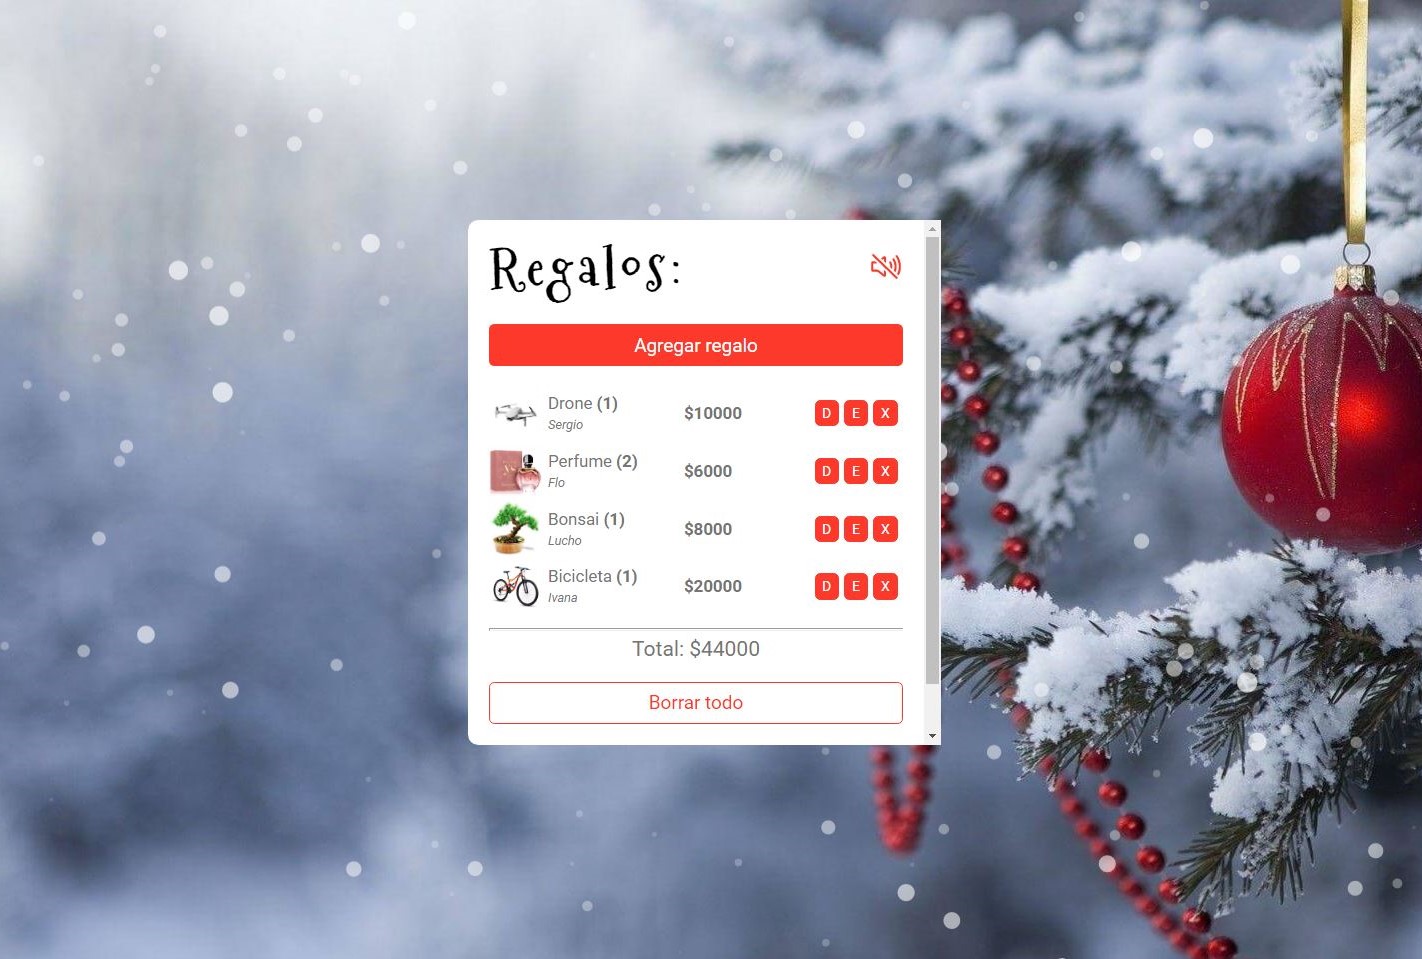 Regalos:
Agregar regalo
Drone (1)
Sergio
$10000
D E X
Perfume (2)
Flo
$6000
D E X
Bonsai (1)
Lucho
$8000
D E X
Bicicleta (1)
Ivana
$20000
D E X
Total: $44000
Borrar todo